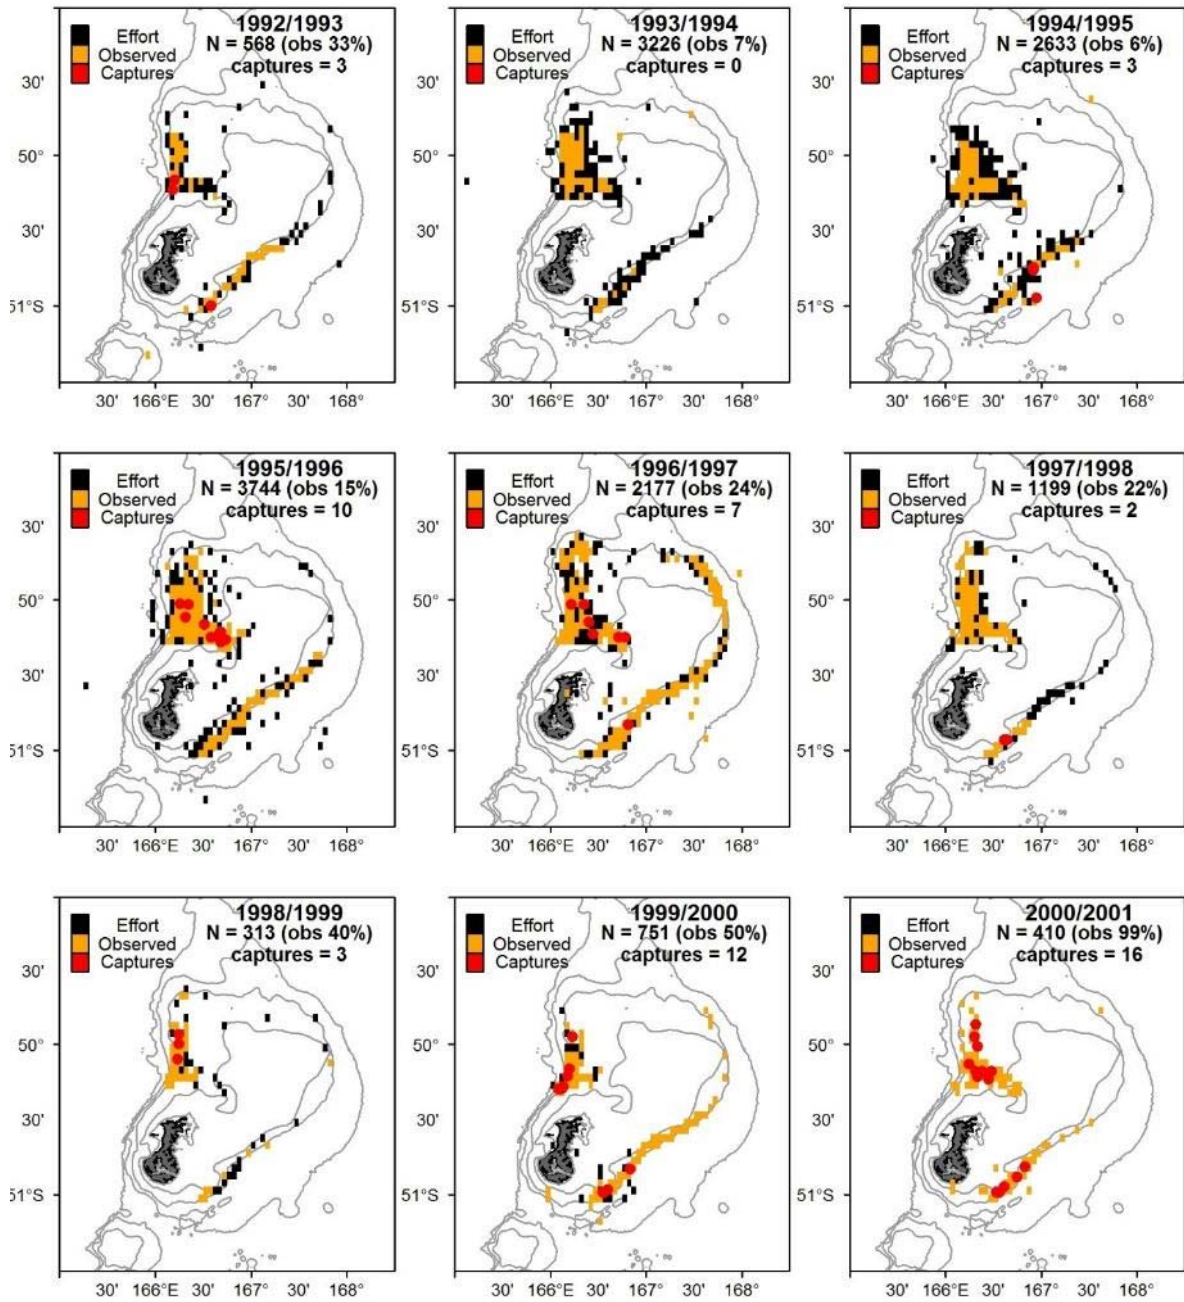 1992/1993
Effort N = 568 (obs 33%)
Observed captures = 3
Captures
30'
50°
30'
51°S
30' 166°E 30' 167° 30' 168°
1993/1994
Effort N = 3226 (obs 7%)
Observed captures = 0
Captures
30' 166°E 30' 167° 30' 168°
1994/1995
Effort N = 2633 (obs 6%)
Observed captures = 3
Captures
30'
50°
30'
51°S
30' 166°E 30' 167° 30' 168°
1995/1996
Effort N = 3744 (obs 15%)
Observed captures = 10
Captures
30'
50°
30'
51°S
30' 166°E 30' 167° 30' 168°
1996/1997
Effort N = 2177 (obs 24%)
Observed captures = 7
Captures
30'
50°
30'
51°S
30' 166°E 30' 167° 30' 168°
1997/1998
Effort N = 1199 (obs 22%)
Observed captures = 2
Captures
30'
50°
30'
51°S
30' 166°E 30' 167° 30' 168°
1998/1999
Effort N = 313 (obs 40%)
Observed captures = 3
Captures
30'
50°
30'
51°S
30' 166°E 30' 167° 30' 168°
1999/2000
Effort N = 751 (obs 50%)
Observed captures = 12
Captures
30'
50°
30'
51°S
30' 166°E 30' 167° 30' 168°
2000/2001
Effort N = 410 (obs 99%)
Observed captures = 16
Captures
30'
50°
30'
51°S
30' 166°E 30' 167° 30' 168°